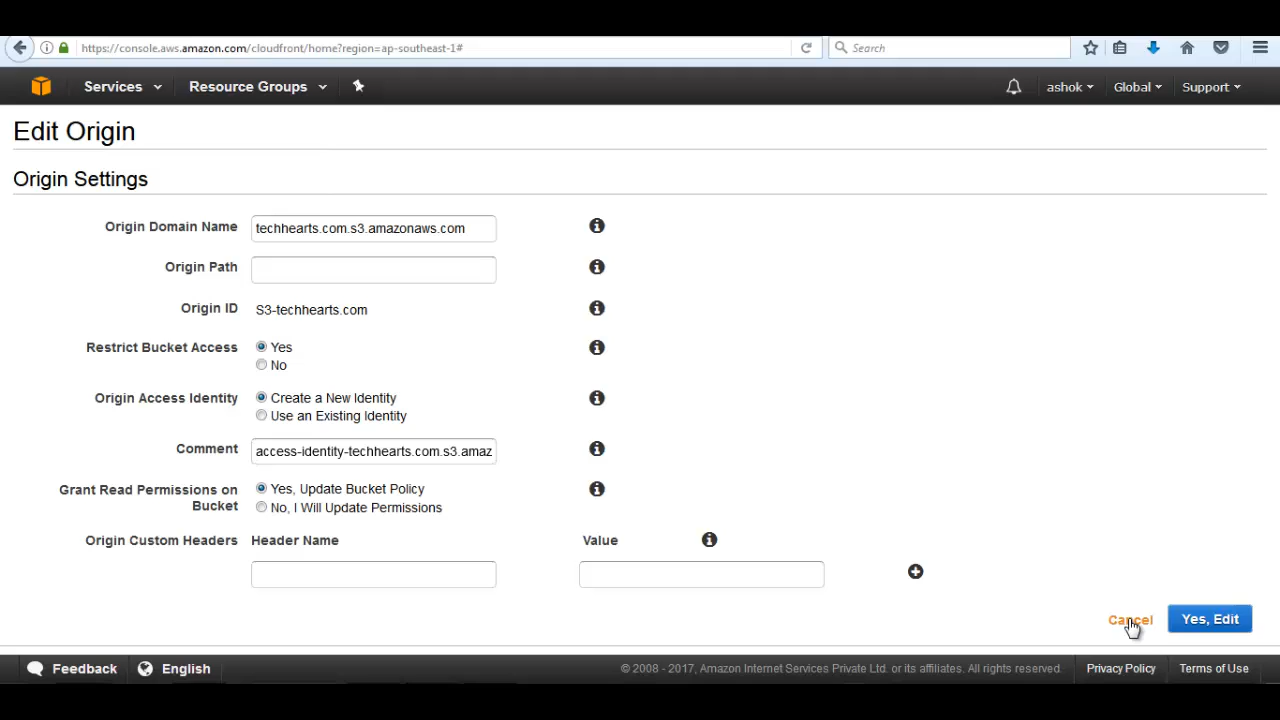 https://console.aws.amazon.com/cloudfront/home?region=ap-southeast-1#
Search
Services
Resource Groups
ashok
Global
Support
Edit Origin
Origin Settings
Origin Domain Name
techhearts.com.s3.amazonaws.com
Origin Path
Origin ID
S3-techhearts.com
Restrict Bucket Access
Yes
No
Origin Access Identity
Create a New Identity
Use an Existing Identity
Comment
access-identity-techhearts.com.s3.amaz
Grant Read Permissions on
Bucket
Yes, Update Bucket Policy
No, I Will Update Permissions
Origin Custom Headers
Header Name
Value
Cancel
Yes, Edit
Feedback
English
© 2008 - 2017, Amazon Internet Services Private Ltd. or its affiliates. All rights reserved.
Privacy Policy
Terms of Use